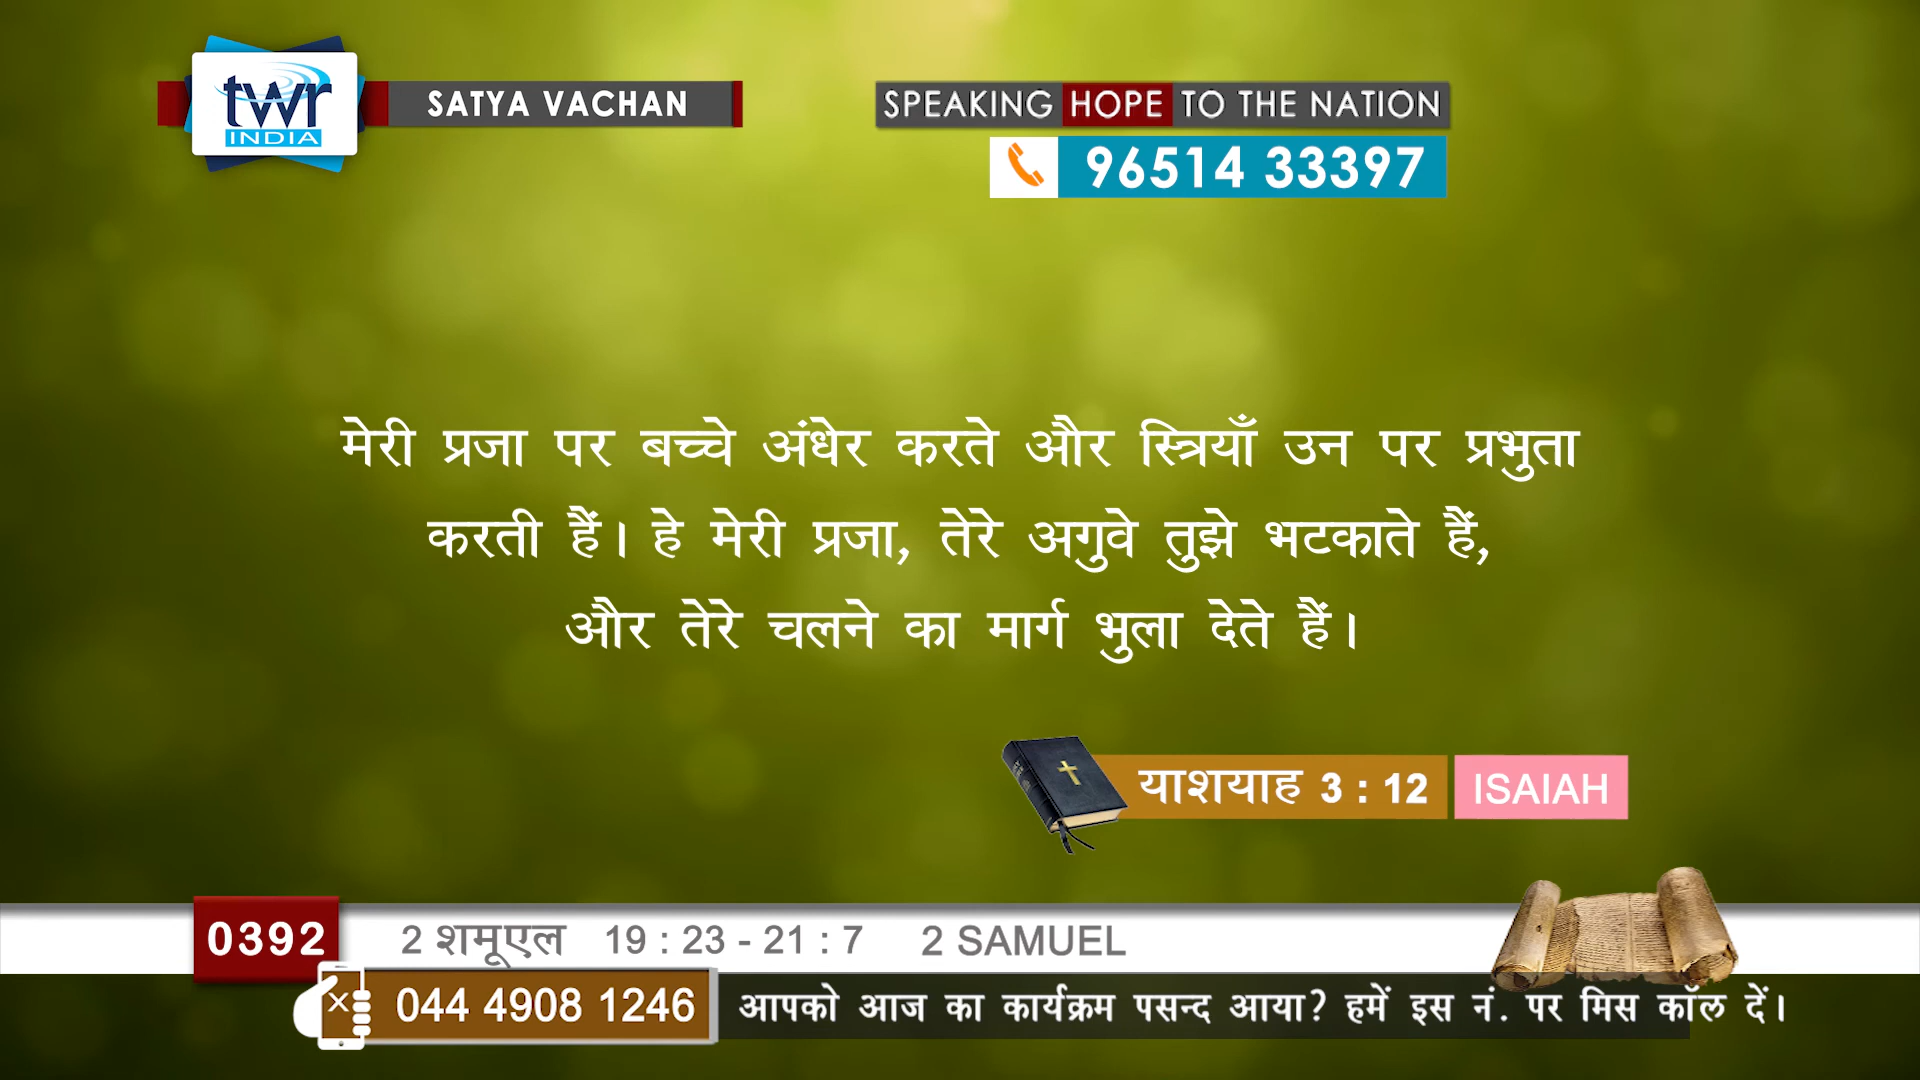 twr
INDIA
SATYA VACHAN
SPEAKING HOPE TO THE NATION
96514 33397
मेरी प्रजा पर बच्चे अंधेर करते और स्त्रियाँ उन पर प्रभुता
करती हैं। हे मेरी प्रजा, तेरे अगुवे तुझे भटकाते हैं,
और तेरे चलने का मार्ग भुला देते हैं।
याशयाह 3 : 12 ISAIAH
0392 2 शमूएल 19 : 23 - 21 : 7 2 SAMUEL
044 4908 1246 आपको आज का कार्यक्रम पसन्द आया? हमें इस नं. पर मिस कॉल दें।